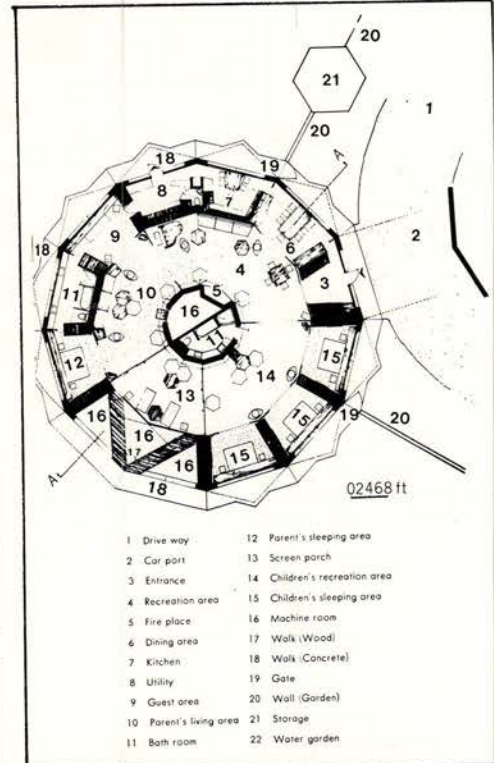 20
21
1
20
18
19
A
8
7
2
9
6
18
4
3
5
10
11
16
11
12
14
15
13
16
15
19
16
20
17
16
15
A
18
02468 ft
1 Drive way
2 Car port
3 Entrance
4 Recreation area
5 Fire place
6 Dining area
7 Kitchen
8 Utility
9 Guest area
10 Parent's living area
11 Bath room
12 Parent's sleeping area
13 Screen porch
14 Children's recreation area
15 Children's sleeping area
16 Machine room
17 Walk (Wood)
18 Walk (Concrete)
19 Gate
20 Wall (Garden)
21 Storage
22 Water garden